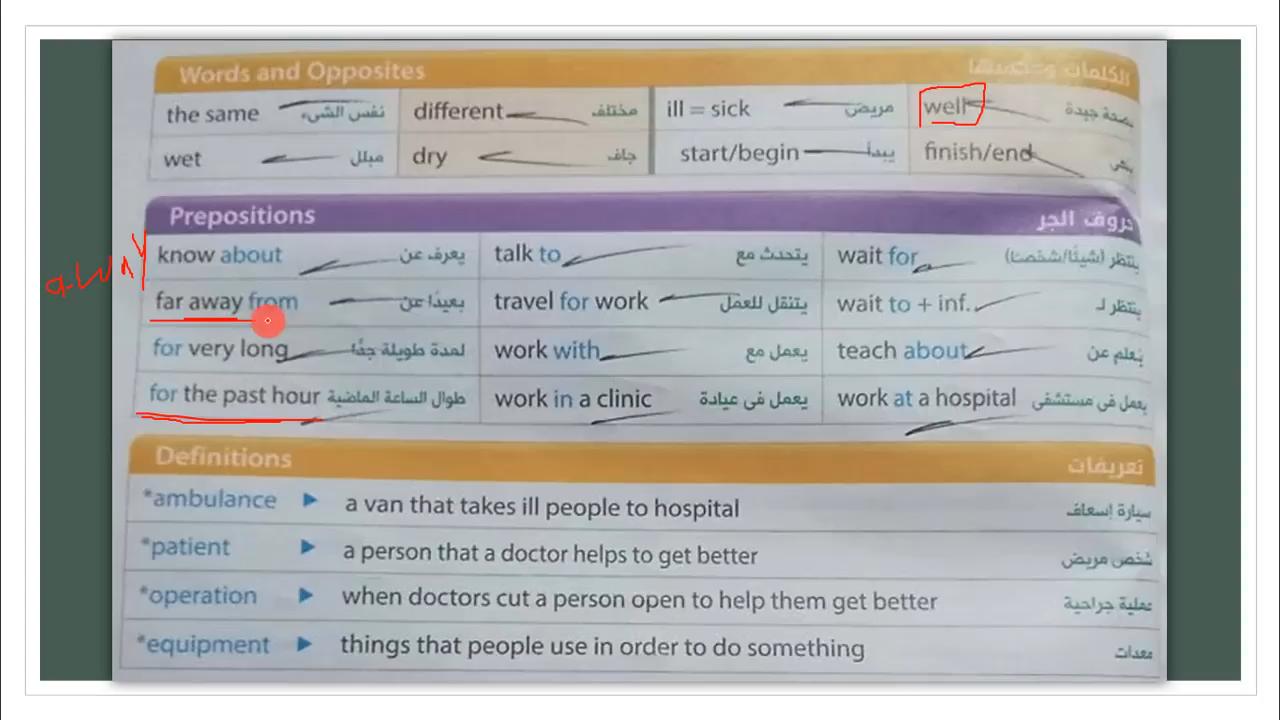 Words and Opposites الكلمات
the same نفس الشيء different مختلف ill = sick مريض well صحة جيدة
wet مبلل dry جاف start/begin يبدأ finish/end
Prepositions حروف الجر
know about يعرف عن talk to يتحدث مع wait for ينتظر (شيئًا/شخصًا)
away
far away from بعيدًا عن travel for work يتنقل للعمل wait to + inf. ينتظر لـ
for very long لمدة طويلة جدًا work with يعمل مع teach about يُعلم عن
for the past hour طوال الساعة الماضية work in a clinic يعمل فى عيادة work at a hospital يعمل فى مستشفى
Definitions تعريفات
*ambulance ► a van that takes ill people to hospital سيارة إسعاف
*patient ► a person that a doctor helps to get better شخص مريض
*operation ► when doctors cut a person open to help them get better عملية جراحية
*equipment ► things that people use in order to do something معدات